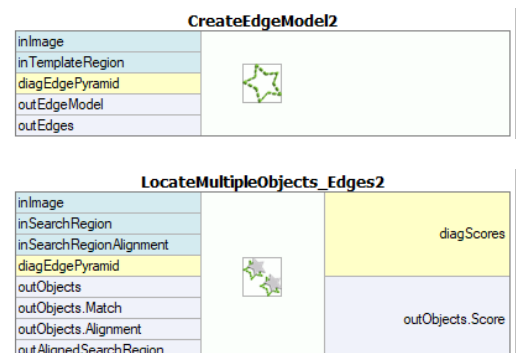 CreateEdgeModel2
inImage
inTemplateRegion
diagEdgePyramid
outEdgeModel
outEdges
LocateMultipleObjects_Edges2
inImage
inSearchRegion
inSearchRegionAlignment
diagEdgePyramid
outObjects
outObjects.Match
outObjects.Alignment
outAlignedSearchRegion
diagScores
outObjects.Score